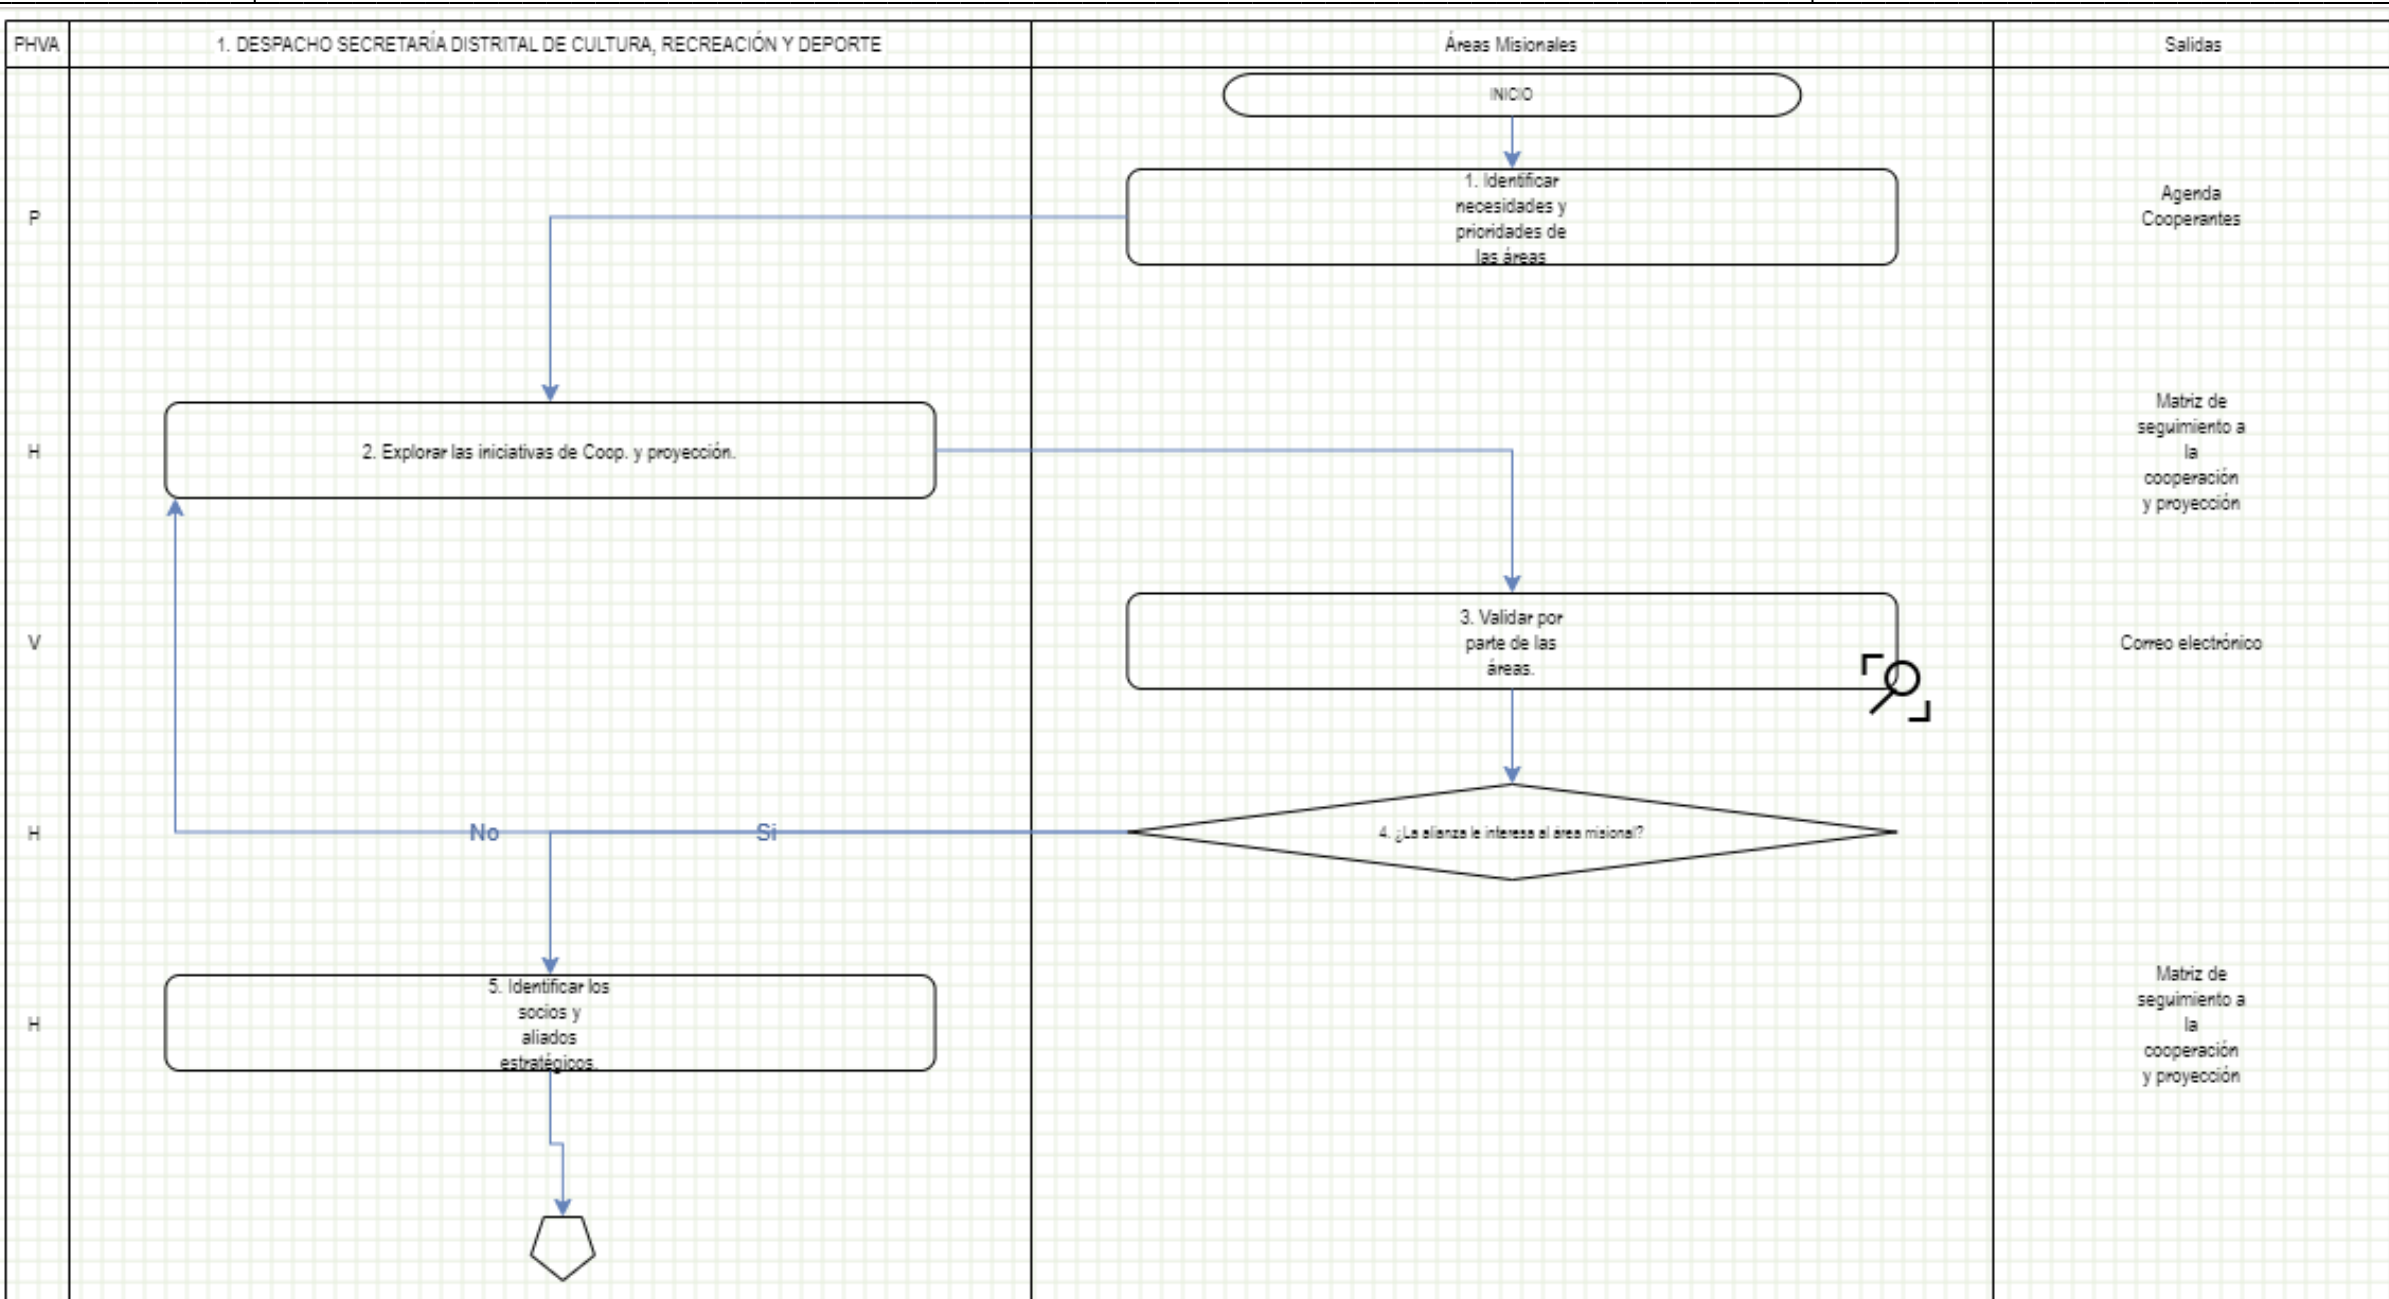 PHVA
1. DESPACHO SECRETARÍA DISTRITAL DE CULTURA, RECREACIÓN Y DEPORTE
Áreas Misionales
Salidas
INICIO
P
1. Identificar
necesidades y
prioridades de
las áreas
Agenda
Cooperantes
H
2. Explorar las iniciativas de Coop. y proyección.
Matriz de
seguimiento a
la
cooperación
y proyección
V
3. Validar por
parte de las
áreas.
Correo electrónico
H
No
Si
4. ¿La alianza le interesa al área misional?
H
5. Identificar los
socios y
aliados
estratégicos.
Matriz de
seguimiento a
la
cooperación
y proyección